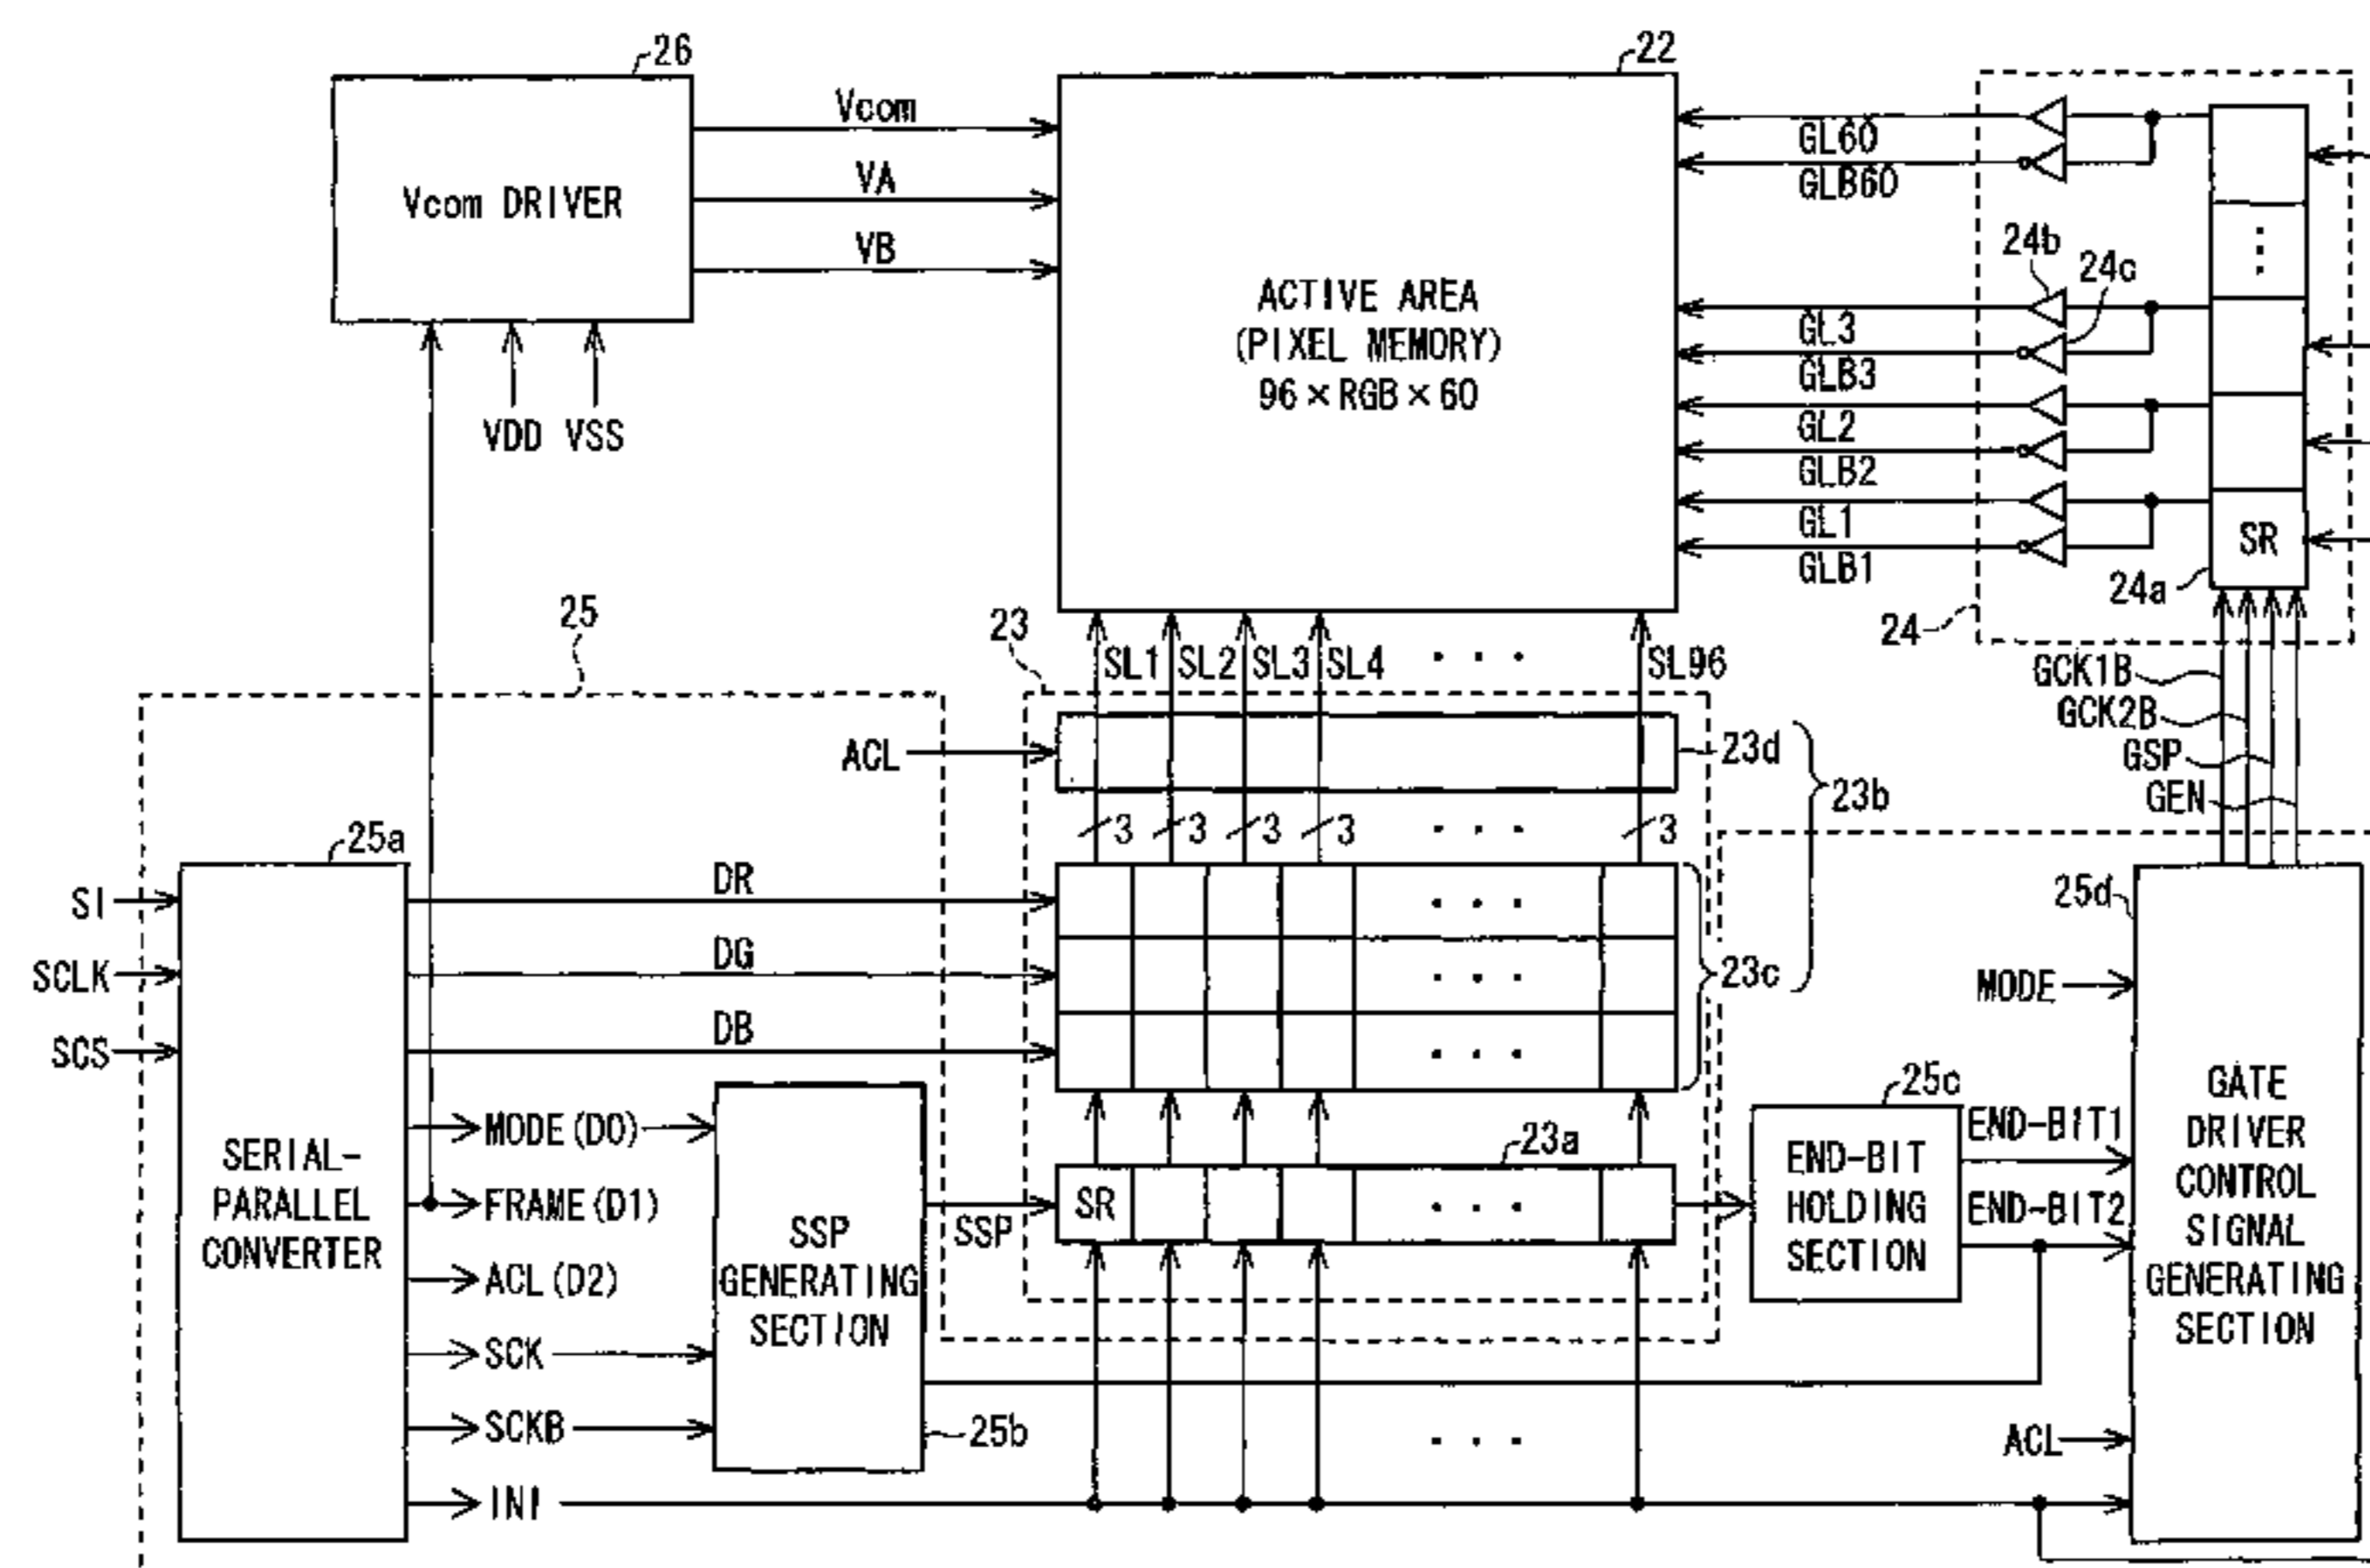 26
22
Vcom DRIVER
Vcom
VA
VB
VDD VSS
ACTIVE AREA
(PIXEL MEMORY)
96×RGB×60
GL60
GLB60
24b
24c
GL3
GLB3
GL2
GLB2
GL1
GLB1
SR
24a
24
25
23
SL1 SL2 SL3 SL4 ... SL96
GCK1B
GCK2B
GSP
GEN
ACL
23d
23b
3 3 3 3 ... 3
25a
SI
SCLK
SCS
SERIAL-
PARALLEL
CONVERTER
DR
DG
DB
23c
25d
MODE
MODE(D0)
FRAME(D1)
ACL(D2)
SCK
SCKB
INI
SSP
GENERATING
SECTION
25b
SSP
SR
23a
25c
END-BIT
HOLDING
SECTION
END-BIT1
END-BIT2
GATE
DRIVER
CONTROL
SIGNAL
GENERATING
SECTION
ACL